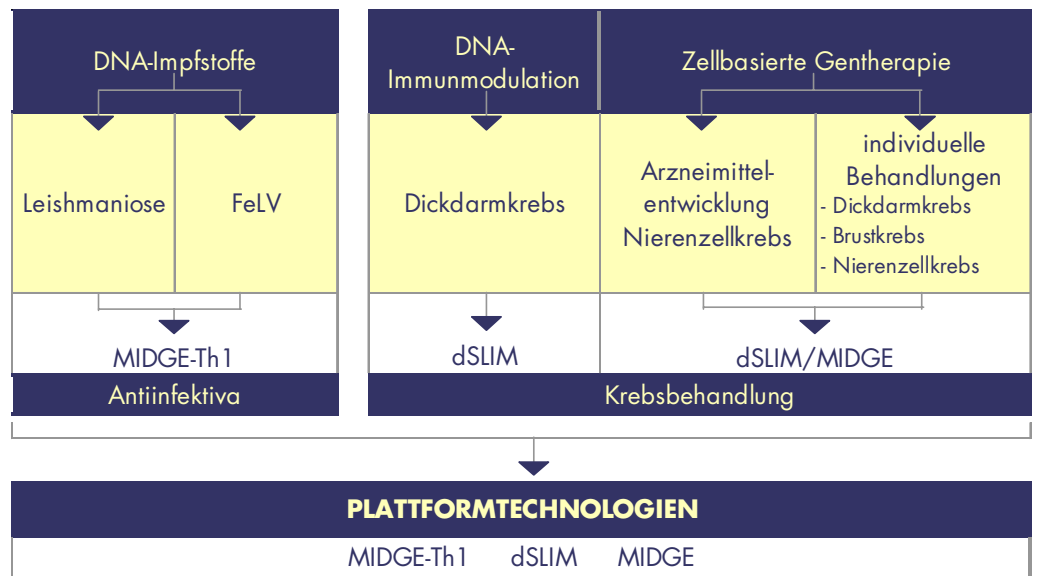 DNA-Impfstoffe
Leishmaniose
FeLV
MIDGE-Th1
Antiinfektiva
DNA-
Immunmodulation
Zellbasierte Gentherapie
Dickdarmkrebs
Arzneimittel-
entwicklung
Nierenzellkrebs
individuelle
Behandlungen
- Dickdarmkrebs
- Brustkrebs
- Nierenzellkrebs
dSLIM
dSLIM/MIDGE
Krebsbehandlung
PLATTFORMTECHNOLOGIEN
MIDGE-Th1 dSLIM MIDGE